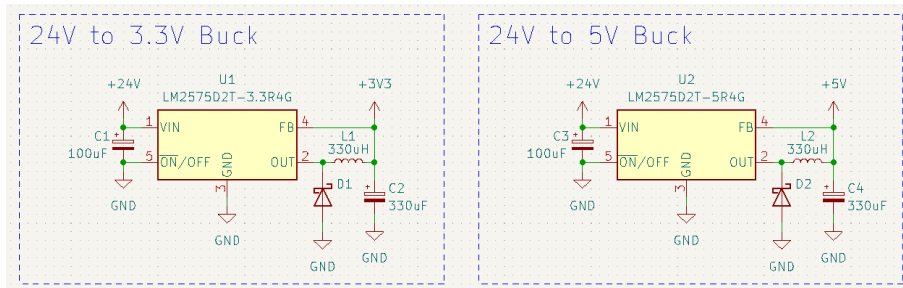 24V to 3.3V Buck
+24V
U1
LM2575D2T-3.3R4G
+3V3
C1
100uF
1
VIN
5
ON/OFF
GND
3
FB
4
OUT
2
L1
330uH
D1
C2
330uF
GND
GND
GND
GND
24V to 5V Buck
+24V
U2
LM2575D2T-5R4G
+5V
C3
100uF
1
VIN
5
ON/OFF
GND
3
FB
4
OUT
2
L2
330uH
D2
C4
330uF
GND
GND
GND
GND